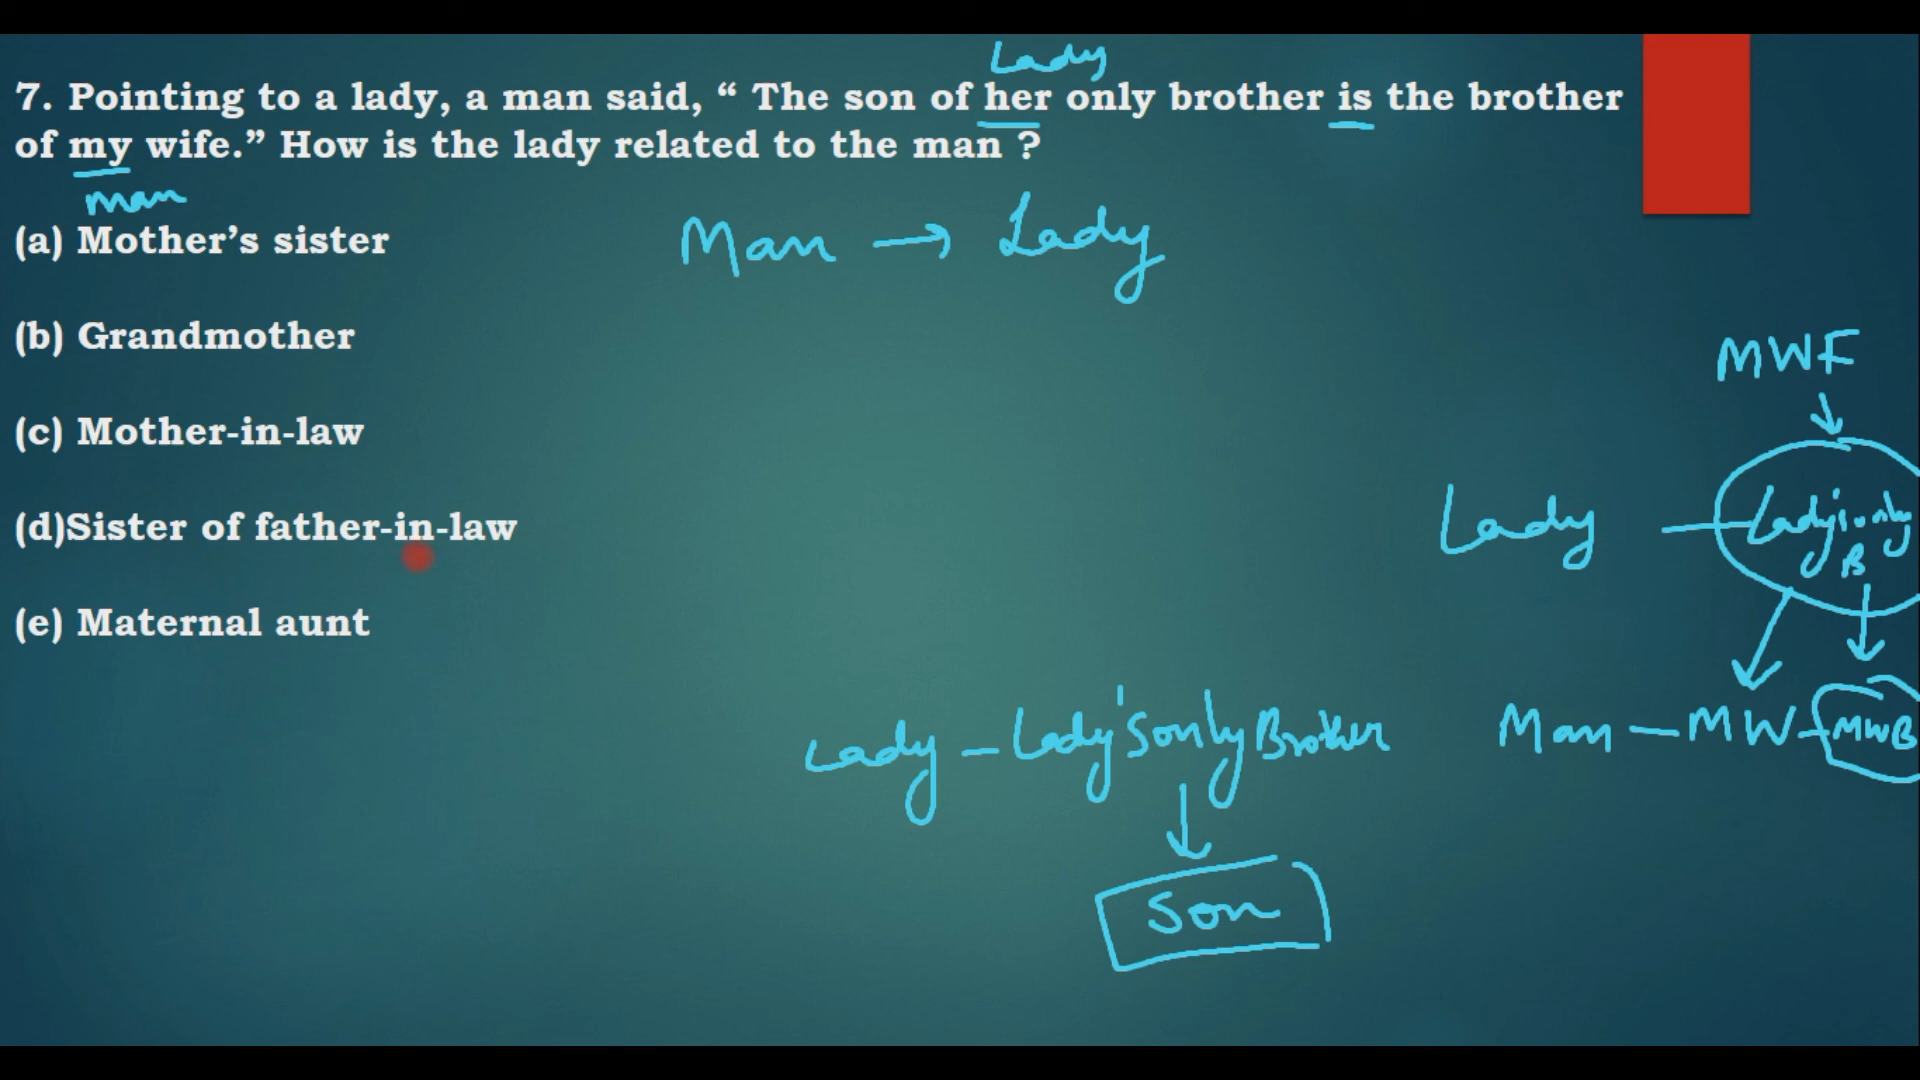 Lady
7. Pointing to a lady, a man said, “ The son of her only brother is the brother
of my wife.” How is the lady related to the man ?
man
(a) Mother’s sister
Man → Lady
(b) Grandmother
MWF
(c) Mother-in-law
Lady — Lady's only
B
(d)Sister of father-in-law
(e) Maternal aunt
Lady — Lady's only Brother
Man — MW — MWB
Son